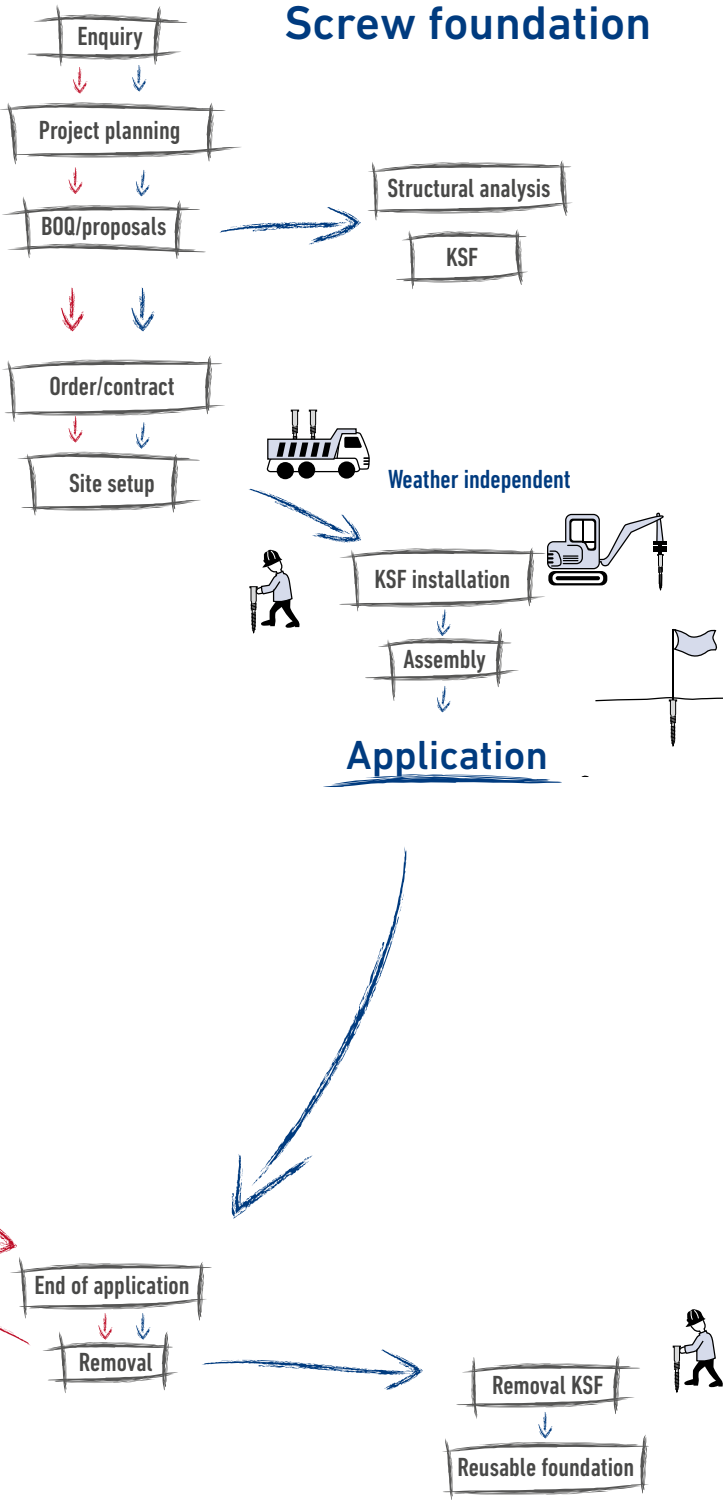 Screw foundation
Enquiry
Project planning
BOQ/proposals
Structural analysis
KSF
Order/contract
Site setup
Weather independent
KSF installation
Assembly
Application
End of application
Removal
Removal KSF
Reusable foundation